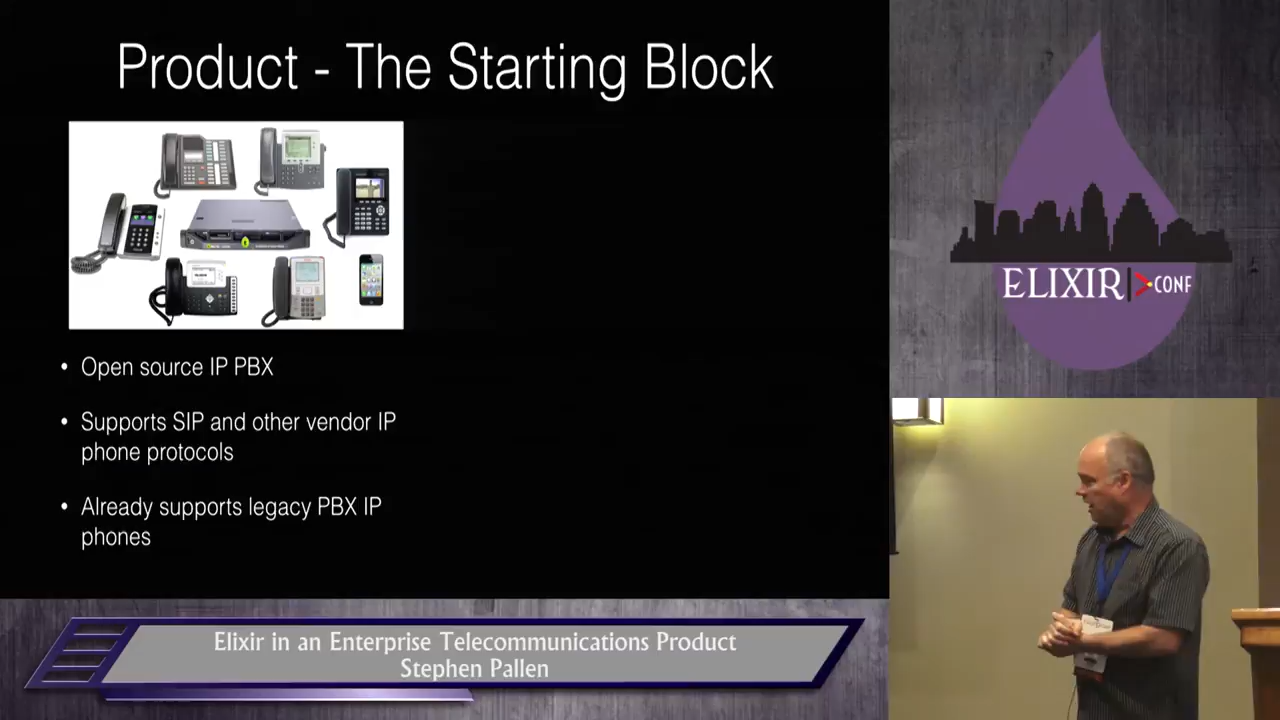 Product - The Starting Block
• Open source IP PBX
• Supports SIP and other vendor IP
phone protocols
• Already supports legacy PBX IP
phones
ELIXIR CONF
Elixir in an Enterprise Telecommunications Product
Stephen Pallen